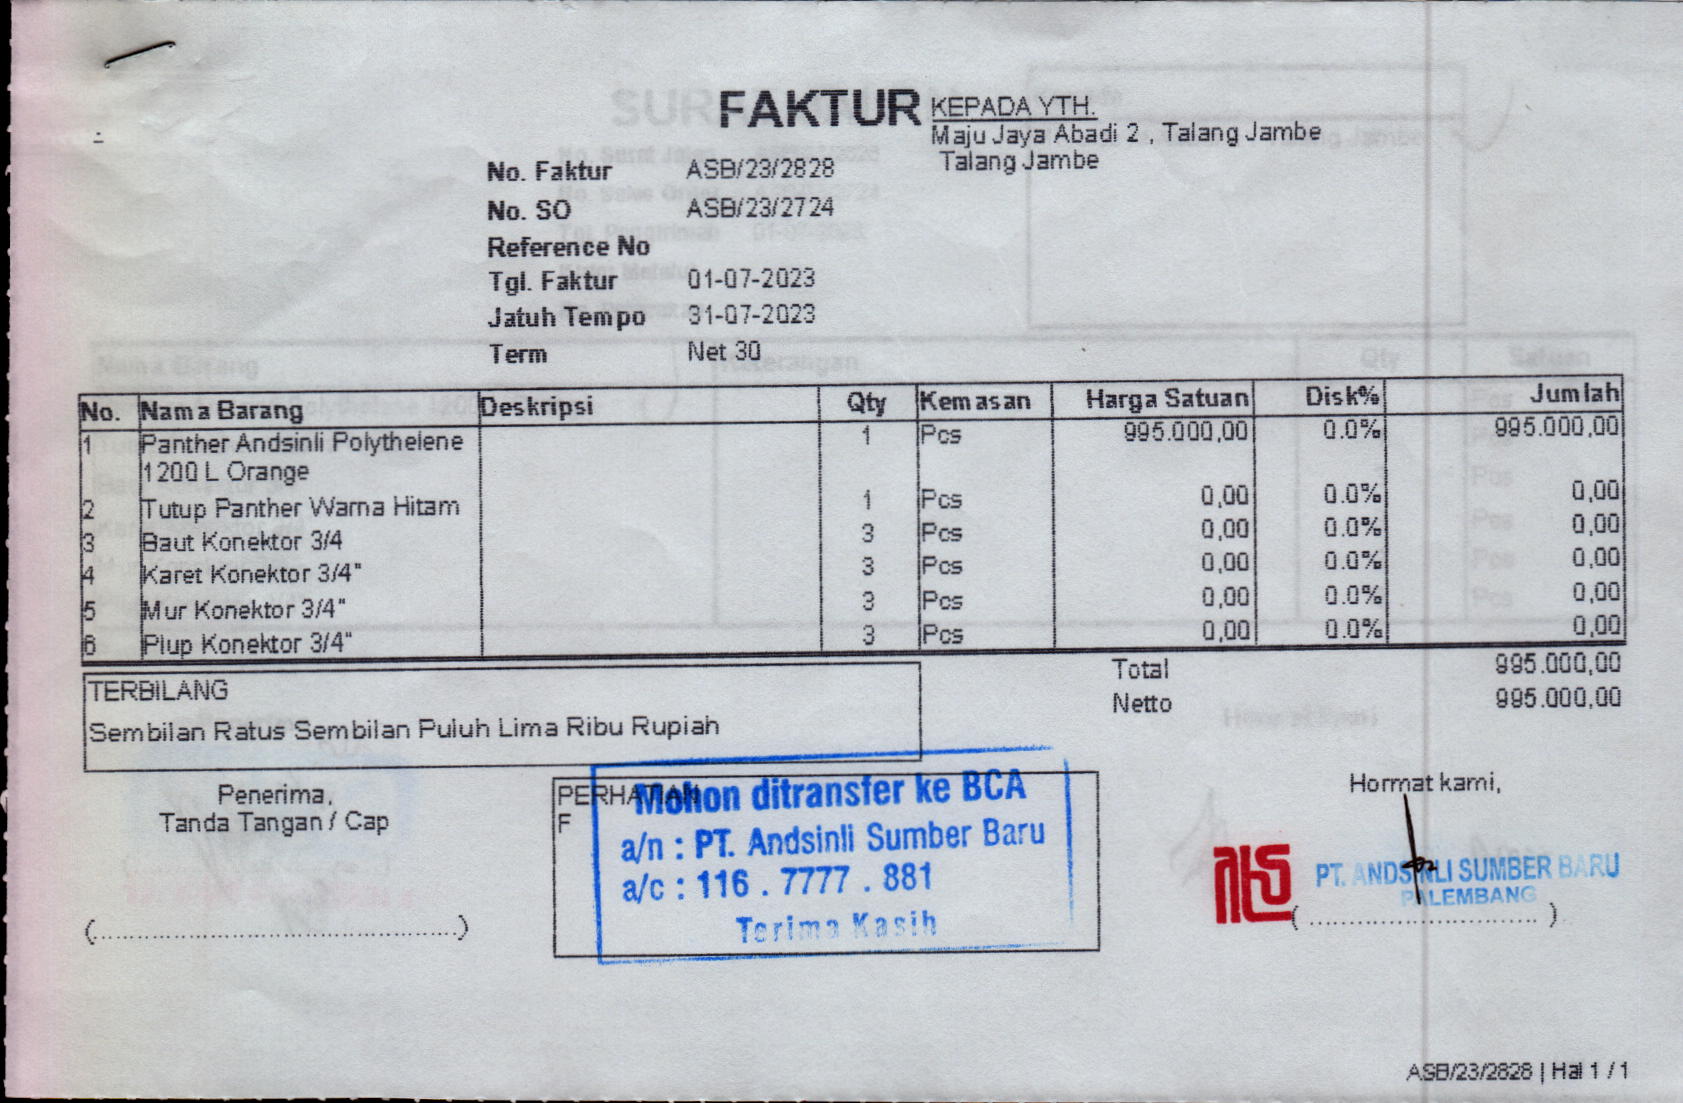 FAKTUR
KEPADA YTH.
Maju Jaya Abadi 2 , Talang Jambe
Talang Jambe
No. Faktur ASB/23/2828
No. SO ASB/23/2724
Reference No
Tgl. Faktur 01-07-2023
Jatuh Tempo 31-07-2023
Term Net 30
No. Nama Barang Deskripsi Qty Kemasan Harga Satuan Disk% Jumlah
1 Panther Andsinli Polythelene 1 Pcs 995.000,00 0.0% 995.000,00
1200 L Orange
2 Tutup Panther Warna Hitam 1 Pcs 0,00 0.0% 0,00
3 Baut Konektor 3/4 3 Pcs 0,00 0.0% 0,00
4 Karet Konektor 3/4" 3 Pcs 0,00 0.0% 0,00
5 Mur Konektor 3/4" 3 Pcs 0,00 0.0% 0,00
6 Plup Konektor 3/4" 3 Pcs 0,00 0.0% 0,00
Total 995.000,00
Netto 995.000,00
TERBILANG
Sembilan Ratus Sembilan Puluh Lima Ribu Rupiah
Penerima,
Tanda Tangan / Cap
(............................................)
PERHATIAN
F
Mohon ditransfer ke BCA
a/n : PT. Andsinli Sumber Baru
a/c : 116 . 7777 . 881
Terima Kasih
Hormat kami,
PT. ANDSINLI SUMBER BARU
PALEMBANG
(............................)
ASB/23/2828 | Hal 1 / 1